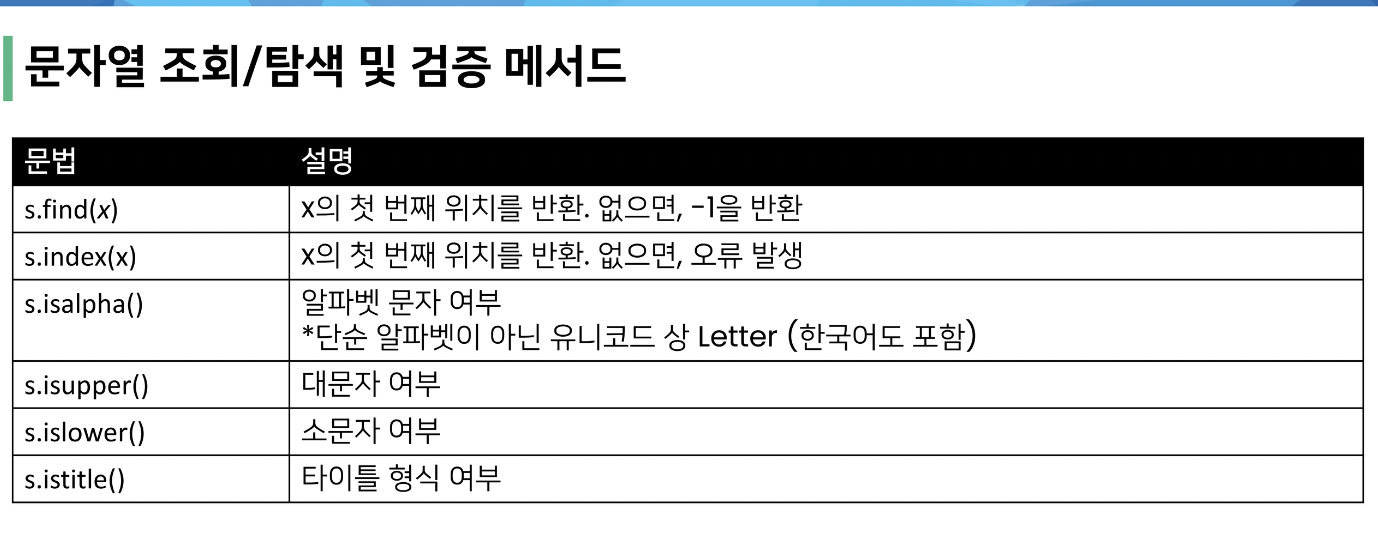 문자열 조회/탐색 및 검증 메서드
문법 설명
s.find(x) x의 첫 번째 위치를 반환. 없으면, -1을 반환
s.index(x) x의 첫 번째 위치를 반환. 없으면, 오류 발생
s.isalpha() 알파벳 문자 여부
*단순 알파벳이 아닌 유니코드 상 Letter (한국어도 포함)
s.isupper() 대문자 여부
s.islower() 소문자 여부
s.istitle() 타이틀 형식 여부